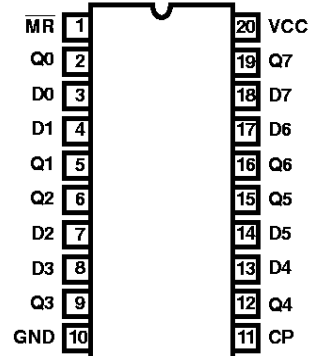 M̅R̅ 1 20 VCC
Q0 2 19 Q7
D0 3 18 D7
D1 4 17 D6
Q1 5 16 Q6
Q2 6 15 Q5
D2 7 14 D5
D3 8 13 D4
Q3 9 12 Q4
GND 10 11 CP